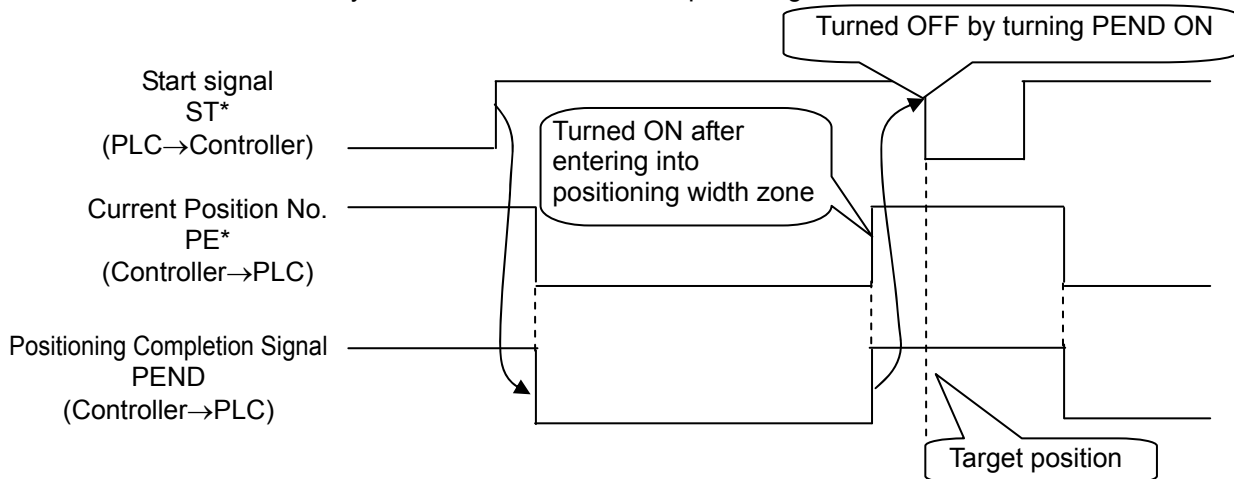 Turned OFF by turning PEND ON
Start signal
ST*
(PLC→Controller)
Turned ON after
entering into
positioning width zone
Current Position No.
PE*
(Controller→PLC)
Positioning Completion Signal
PEND
(Controller→PLC)
Target position